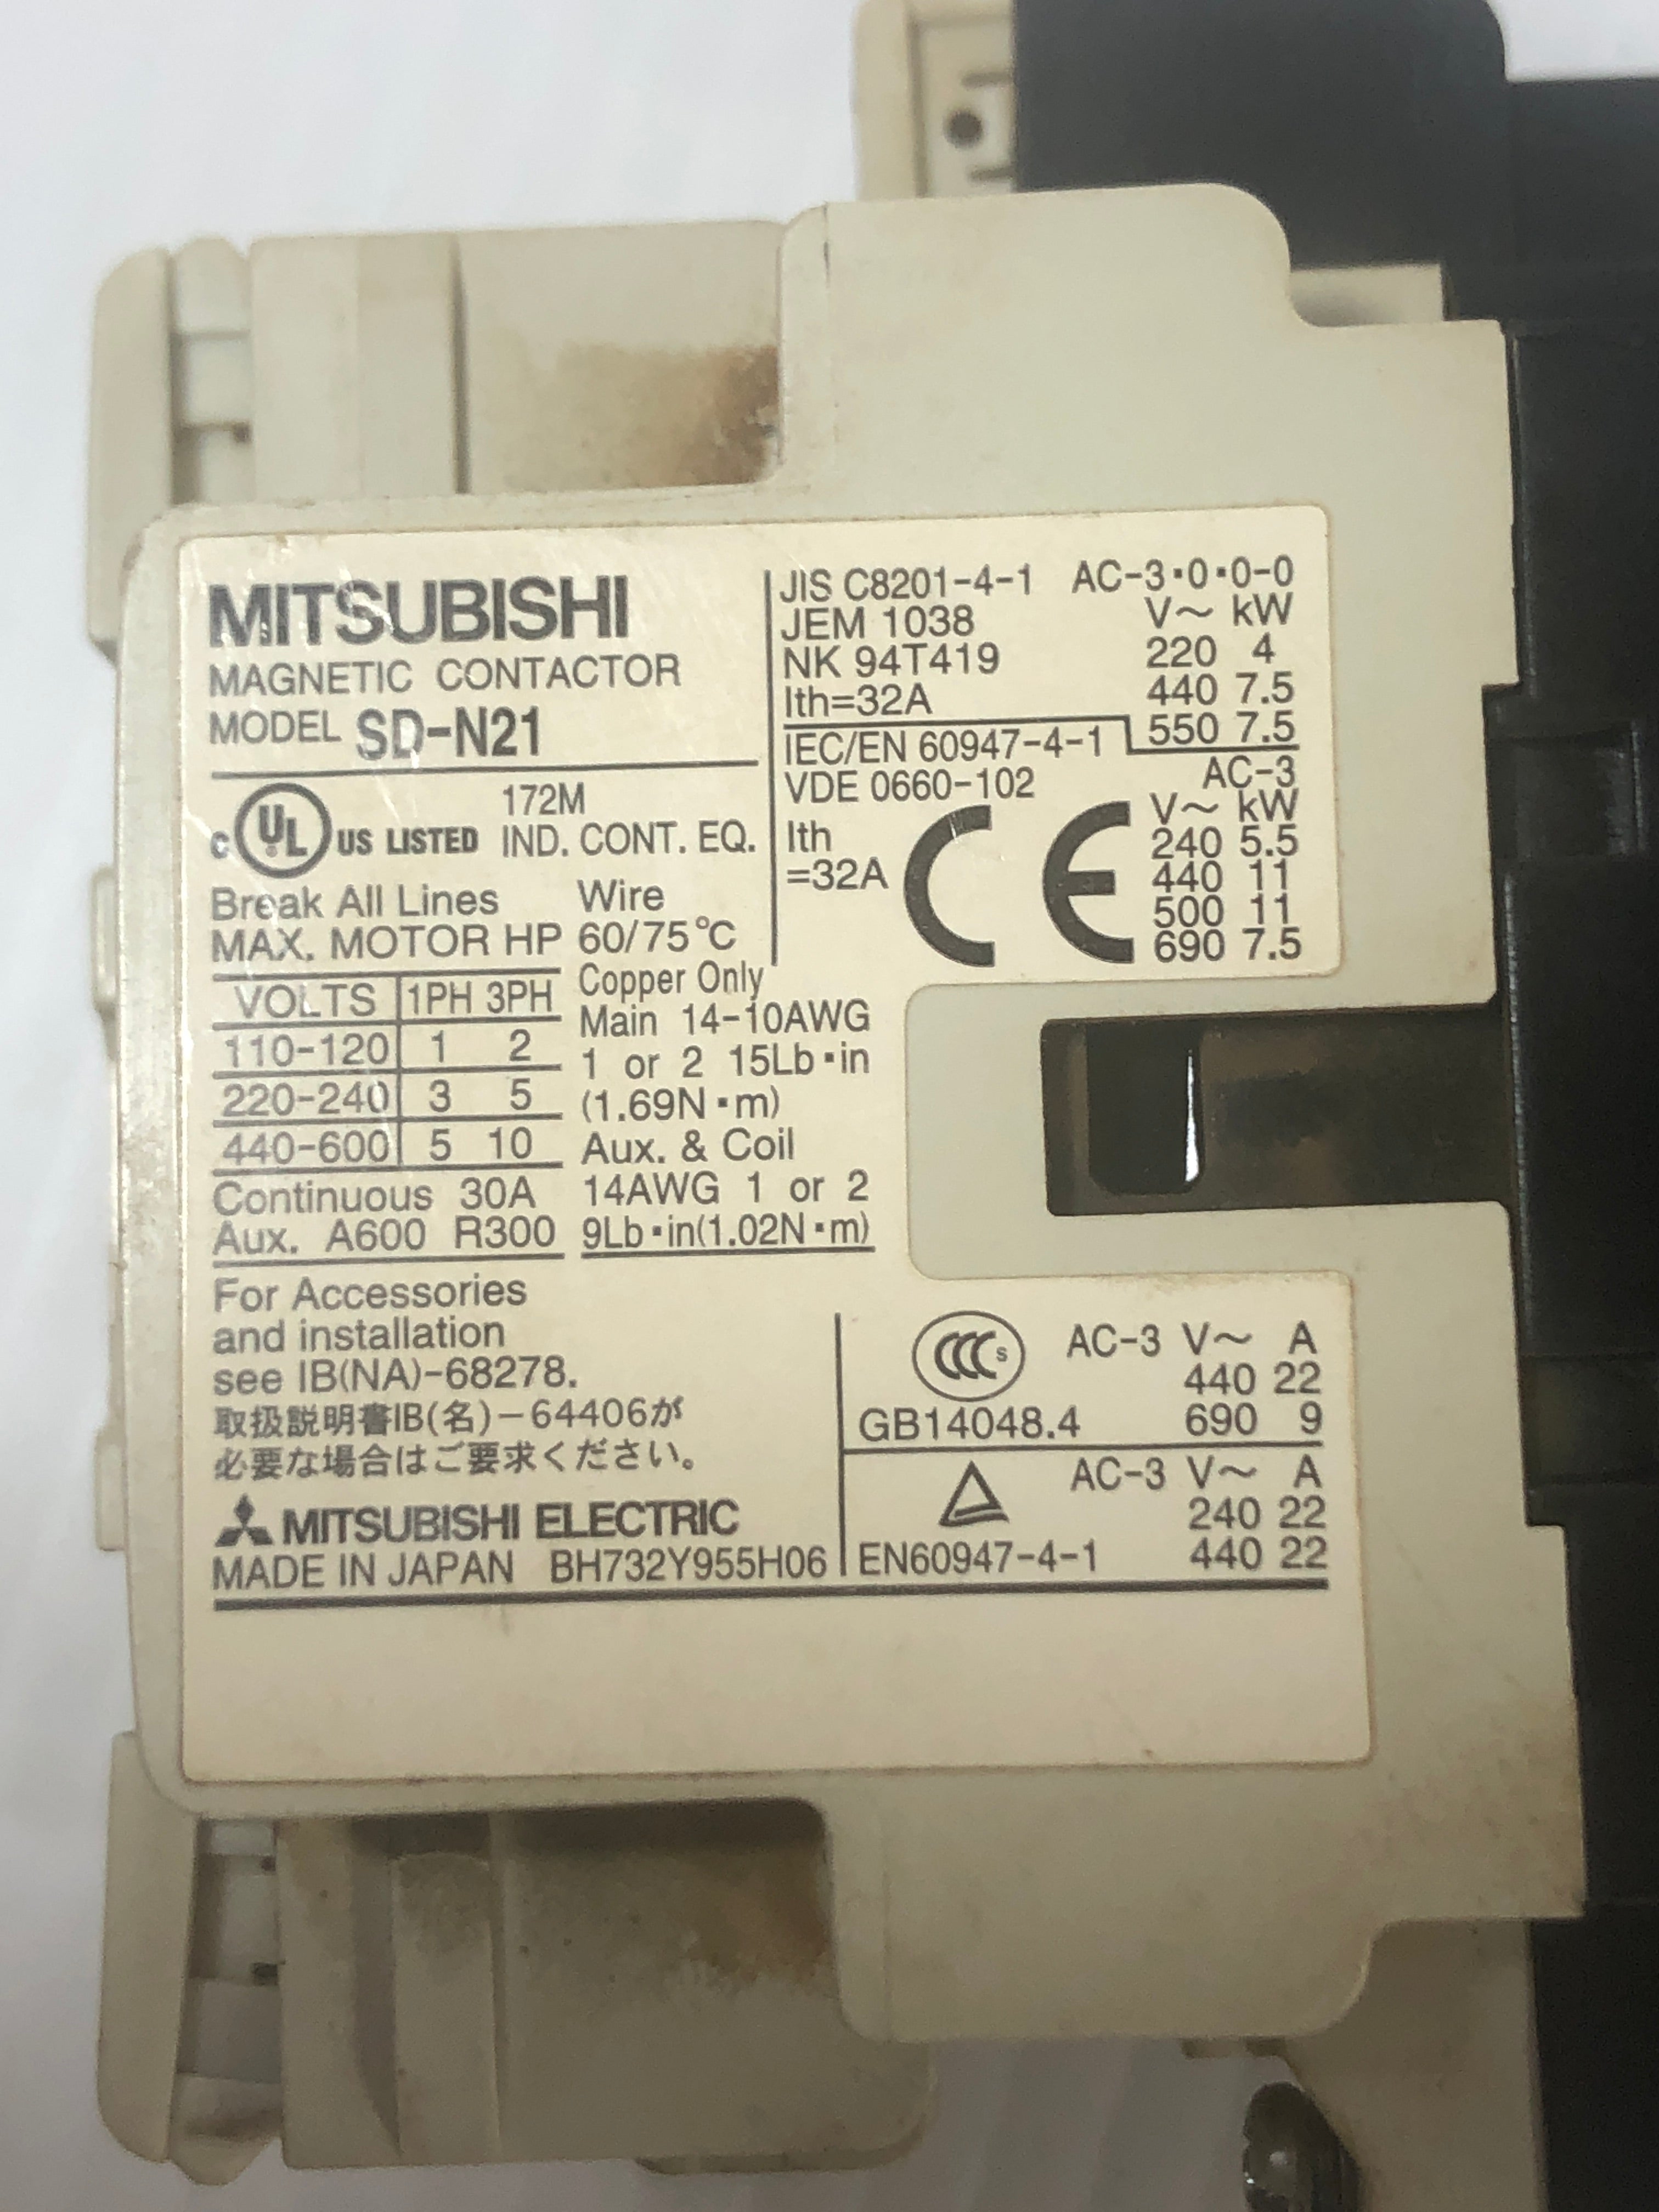 MITSUBISHI
MAGNETIC CONTACTOR
MODEL SD-N21
c UL US LISTED 172M
IND. CONT. EQ.
Break All Lines
MAX. MOTOR HP
VOLTS 1PH 3PH
110-120 1 2
220-240 3 5
440-600 5 10
Continuous 30A
Aux. A600 R300
Wire
60/75°C
Copper Only
Main 14-10AWG
1 or 2 15Lb・in
(1.69N・m)
Aux. & Coil
14AWG 1 or 2
9Lb・in(1.02N・m)
JIS C8201-4-1 AC-3・0・0-0
JEM 1038 V~ kW
NK 94T419 220 4
Ith=32A 440 7.5
550 7.5
IEC/EN 60947-4-1
VDE 0660-102 AC-3
Ith
=32A
CE
V~ kW
240 5.5
440 11
500 11
690 7.5
For Accessories
and installation
see IB(NA)-68278.
取扱説明書IB(名)-64406が
必要な場合はご要求ください。
MITSUBISHI ELECTRIC
MADE IN JAPAN BH732Y955H06
CCC S AC-3 V~ A
440 22
GB14048.4 690 9
AC-3 V~ A
240 22
EN60947-4-1 440 22